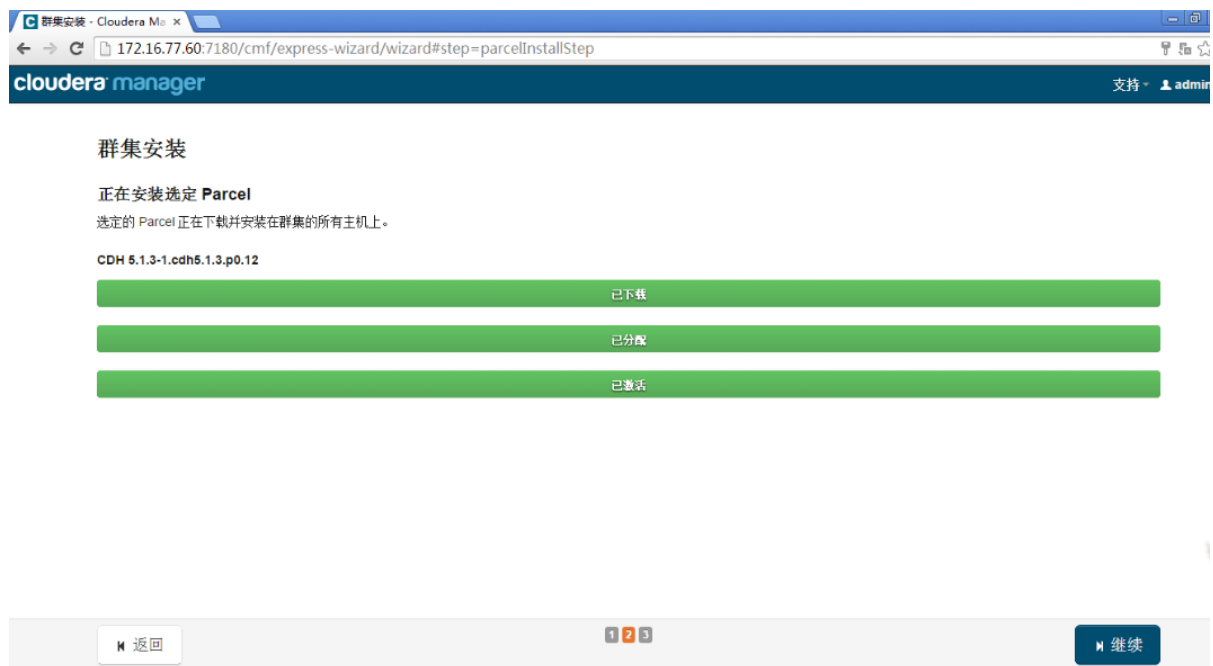 群集安装 - Cloudera Ma
172.16.77.60:7180/cmf/express-wizard/wizard#step=parcelInstallStep
cloudera manager
支持 admin
群集安装
正在安装选定 Parcel
选定的 Parcel 正在下载并安装在群集的所有主机上。
CDH 5.1.3-1.cdh5.1.3.p0.12
已下载
已分配
已激活
返回
1 2 3
继续